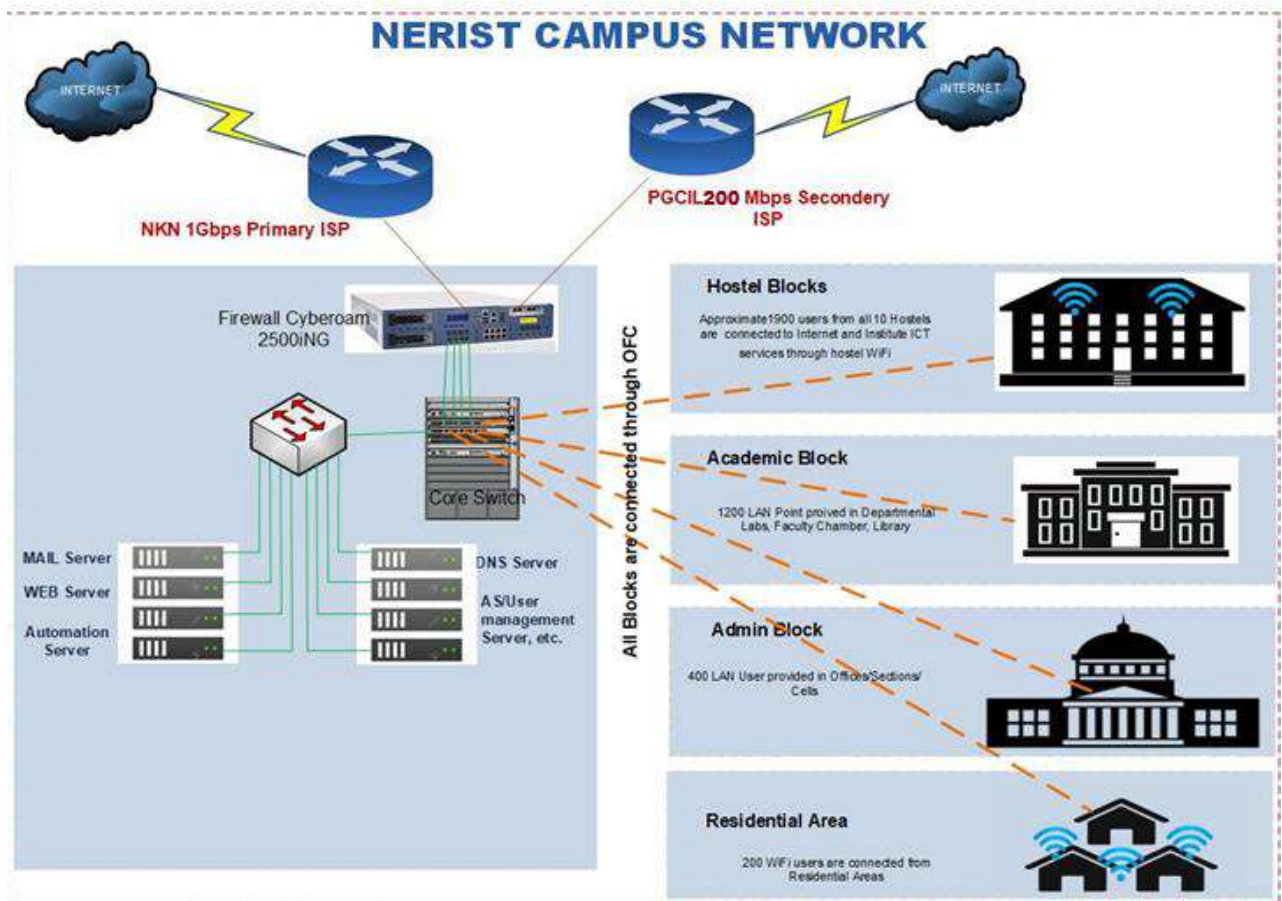 NERIST CAMPUS NETWORK
INTERNET
INTERNET
NKN 1Gbps Primary ISP
PGCIL200 Mbps Secondery
ISP
Firewall Cyberoam
2500iNG
Core Switch
MAIL Server
WEB Server
Automation
Server
DNS Server
AS/User
management
Server, etc.
All Blocks are connected through OFC
Hostel Blocks
Approximate1900 users from all 10 Hostels
are connected to Internet and Institute ICT
services through hostel WiFi
Academic Block
1200 LAN Point proived in Departmental
Labs, Faculty Chamber, Library
Admin Block
400 LAN User provided in Offices/Sections/
Cells
Residential Area
200 WiFi users are connected from
Residential Areas